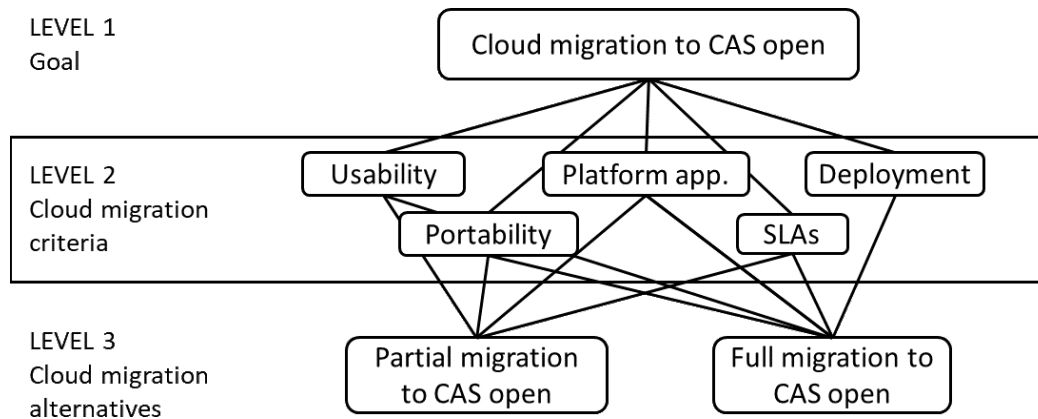 LEVEL 1
Goal
Cloud migration to CAS open
LEVEL 2
Cloud migration
criteria
Usability
Platform app.
Deployment
Portability
SLAs
LEVEL 3
Cloud migration
alternatives
Partial migration
to CAS open
Full migration to
CAS open